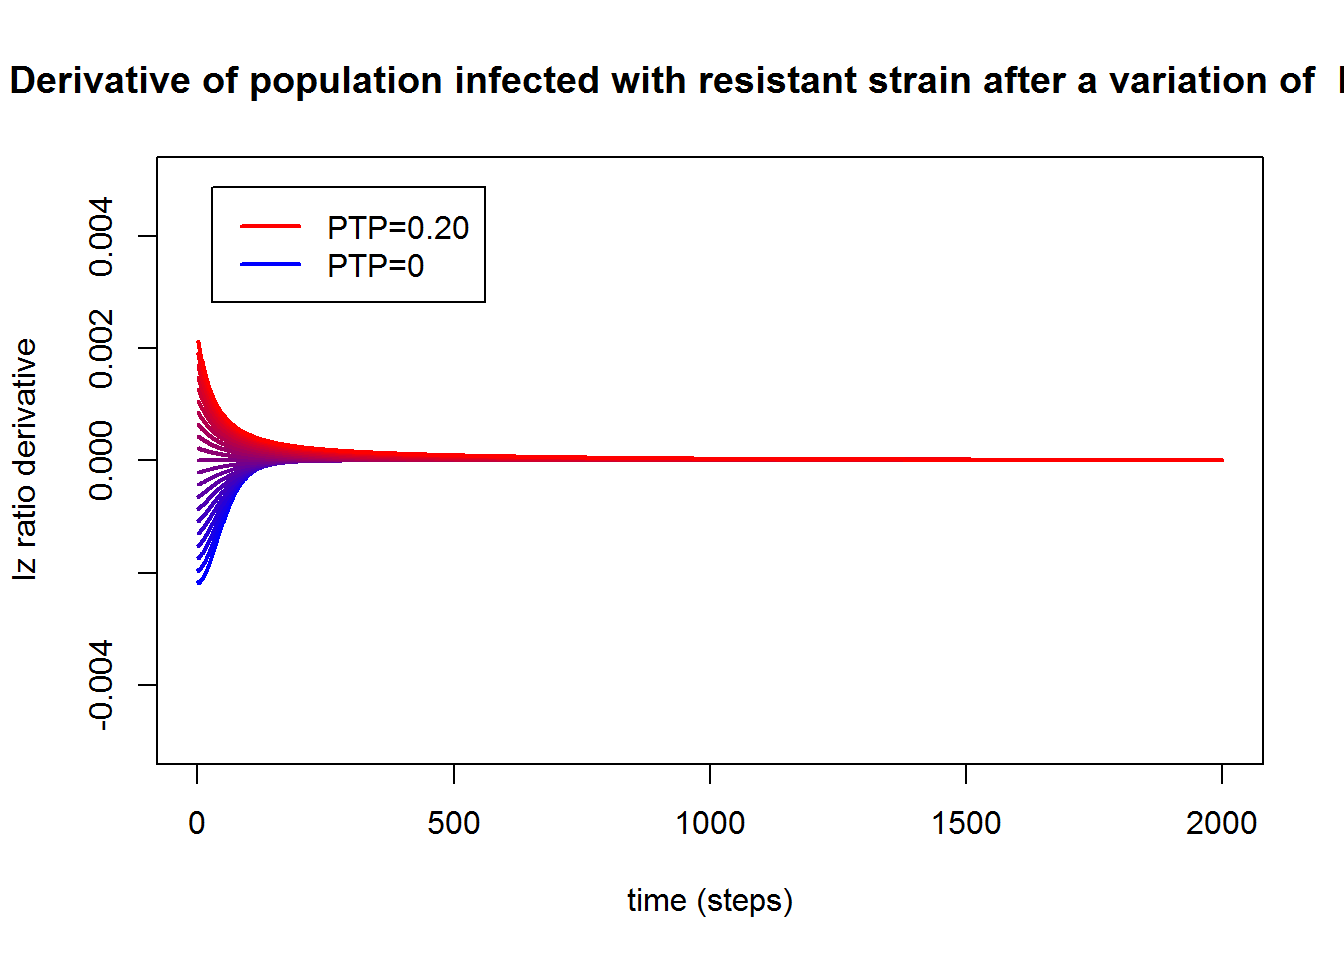 Derivative of population infected with resistant strain after a variation of
PTP=0.20
PTP=0
Iz ratio derivative
0.004
0.002
0.000
-0.004
0
500
1000
1500
2000
time (steps)